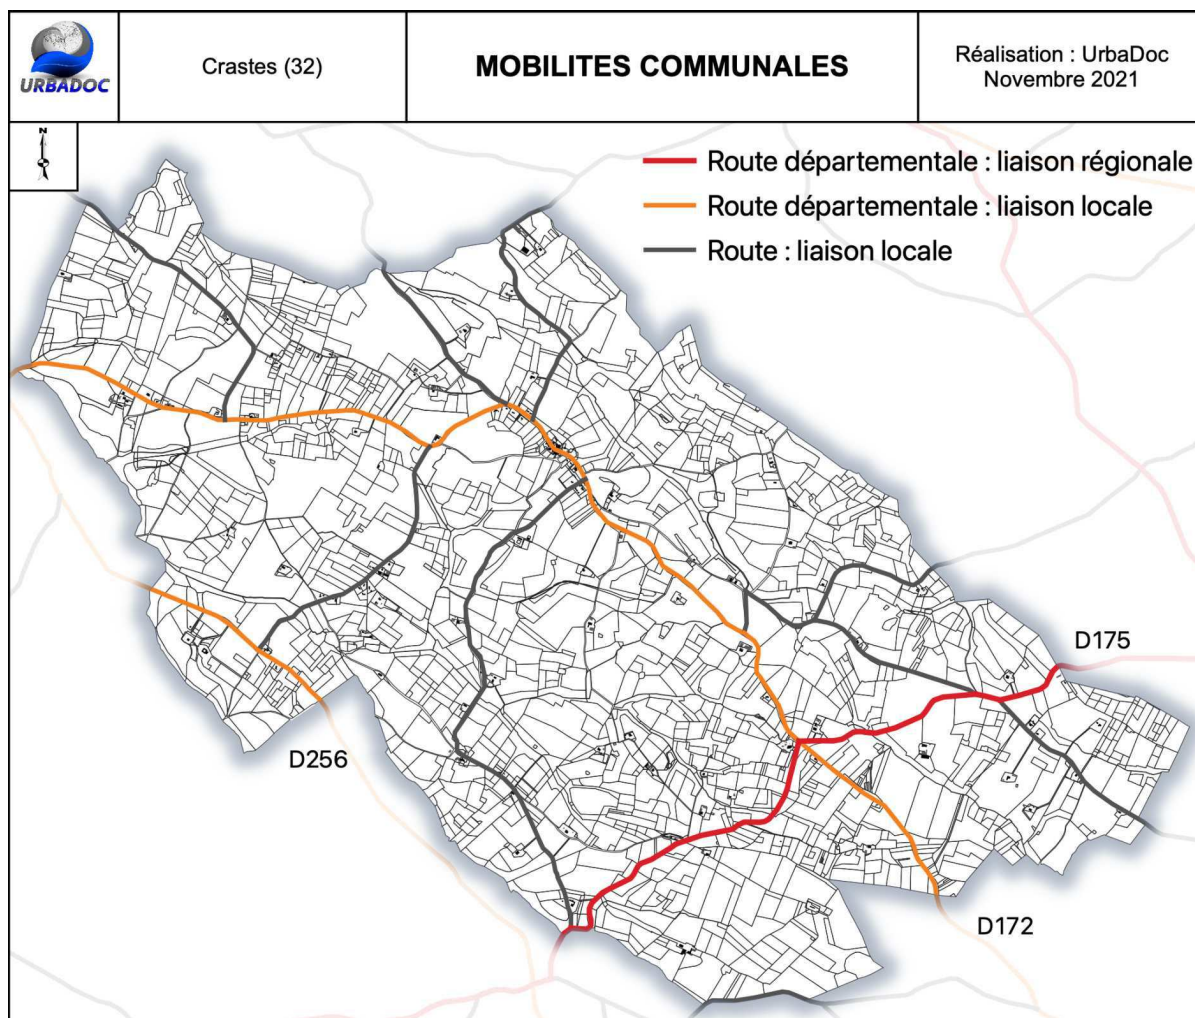 URBADOC
Crastes (32)
MOBILITES COMMUNALES
Réalisation : UrbaDoc
Novembre 2021
N
Route départementale : liaison régionale
Route départementale : liaison locale
Route : liaison locale
D175
D256
D172